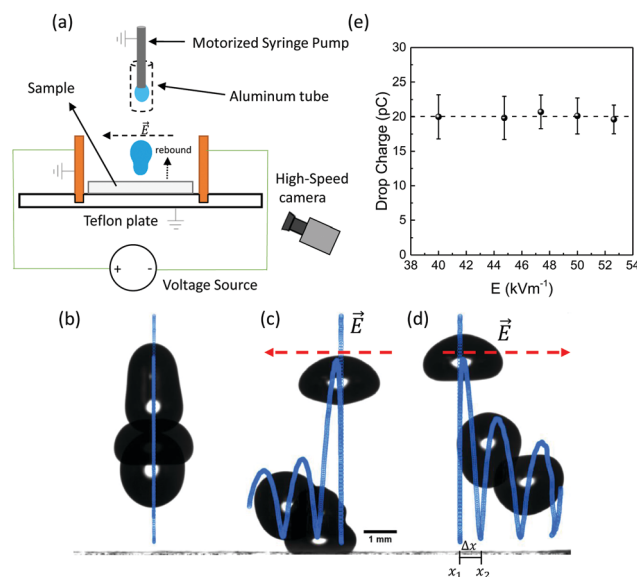 (a)
Motorized Syringe Pump
Aluminum tube
Sample
E⃗
rebound
High-Speed
camera
Teflon plate
+ -
Voltage Source
(e)
Drop Charge (pC)
30
25
20
15
10
5
0
38 40 42 44 46 48 50 52 54
E (kVm⁻¹)
(b)
(c)
E⃗
(d)
E⃗
1 mm
Δx
x₁ x₂